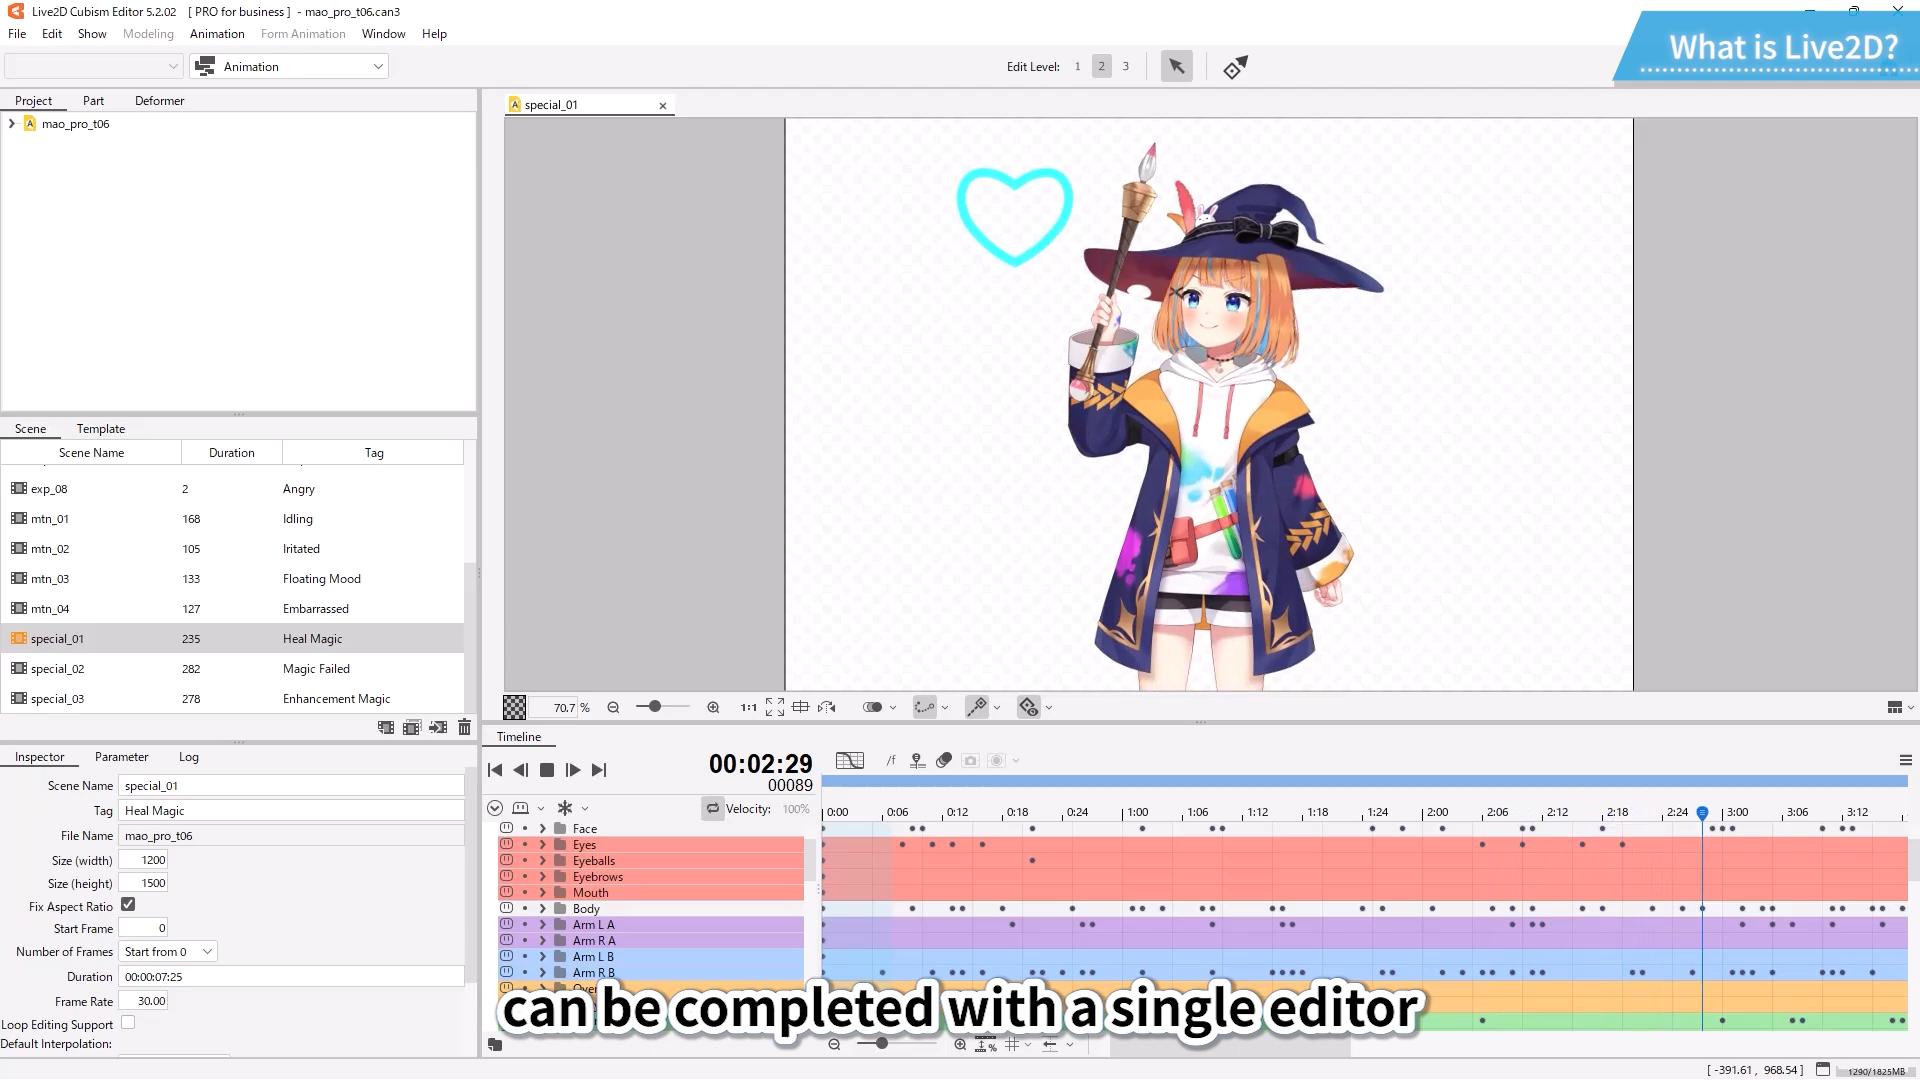 Live2D Cubism Editor 5.2.02 [ PRO for business ] - mao_pro_t06.can3
File Edit Show Modeling Animation Form Animation Window Help
What is Live2D?
Animation
Edit Level: 1 2 3
Project Part Deformer
special_01
mao_pro_t06
Scene Template
Scene Name Duration Tag
exp_08 2 Angry
mtn_01 168 Idling
mtn_02 105 Iritated
mtn_03 133 Floating Mood
mtn_04 127 Embarrassed
special_01 235 Heal Magic
special_02 282 Magic Failed
special_03 278 Enhancement Magic
70.7 %
1:1
Timeline
Inspector Parameter Log
00:02:29
00089
/f
Scene Name special_01
Tag Heal Magic
File Name mao_pro_t06
Size (width) 1200
Size (height) 1500
Fix Aspect Ratio
Start Frame 0
Number of Frames Start from 0
Duration 00:00:07:25
Frame Rate 30.00
Loop Editing Support
Default Interpolation:
Velocity: 100%
0:00 0:06 0:12 0:18 0:24 1:00 1:06 1:12 1:18 1:24 2:00 2:06 2:12 2:18 2:24 3:00 3:06 3:12
Face
Eyes
Eyeballs
Eyebrows
Mouth
Body
Arm L A
Arm R A
Arm L B
Arm R B
can be completed with a single editor
[ -391.61 , 968.54 ]
1290/1825MB